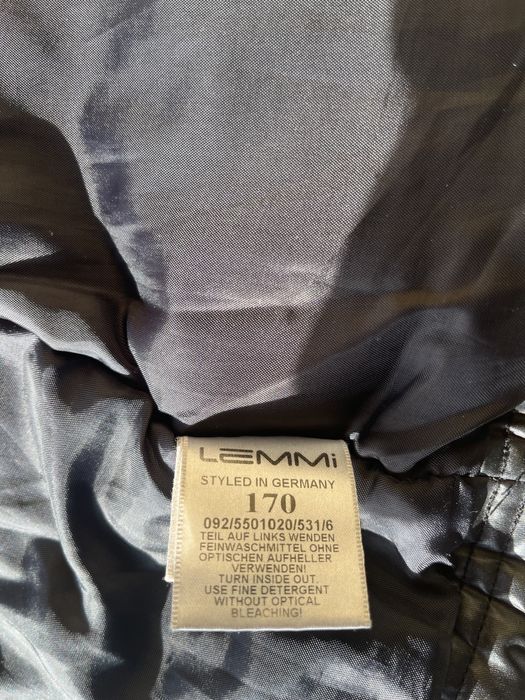 LEMMi
STYLED IN GERMANY
170
092/5501020/531/6
TEIL AUF LINKS WENDEN
FEINWASCHMITTEL OHNE
OPTISCHEN AUFHELLER
VERWENDEN!
TURN INSIDE OUT.
USE FINE DETERGENT
WITHOUT OPTICAL
BLEACHING!